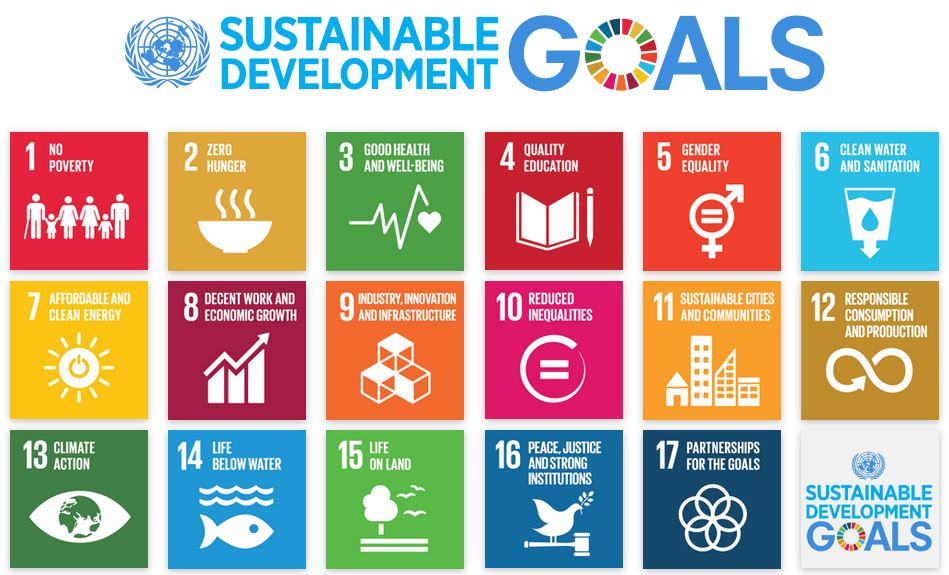 SUSTAINABLE
DEVELOPMENT
GOALS
1 NO
POVERTY
2 ZERO
HUNGER
3 GOOD HEALTH
AND WELL-BEING
4 QUALITY
EDUCATION
5 GENDER
EQUALITY
6 CLEAN WATER
AND SANITATION
7 AFFORDABLE AND
CLEAN ENERGY
8 DECENT WORK AND
ECONOMIC GROWTH
9 INDUSTRY, INNOVATION
AND INFRASTRUCTURE
10 REDUCED
INEQUALITIES
11 SUSTAINABLE CITIES
AND COMMUNITIES
12 RESPONSIBLE
CONSUMPTION
AND PRODUCTION
13 CLIMATE
ACTION
14 LIFE
BELOW WATER
15 LIFE
ON LAND
16 PEACE, JUSTICE
AND STRONG
INSTITUTIONS
17 PARTNERSHIPS
FOR THE GOALS
SUSTAINABLE
DEVELOPMENT
GOALS